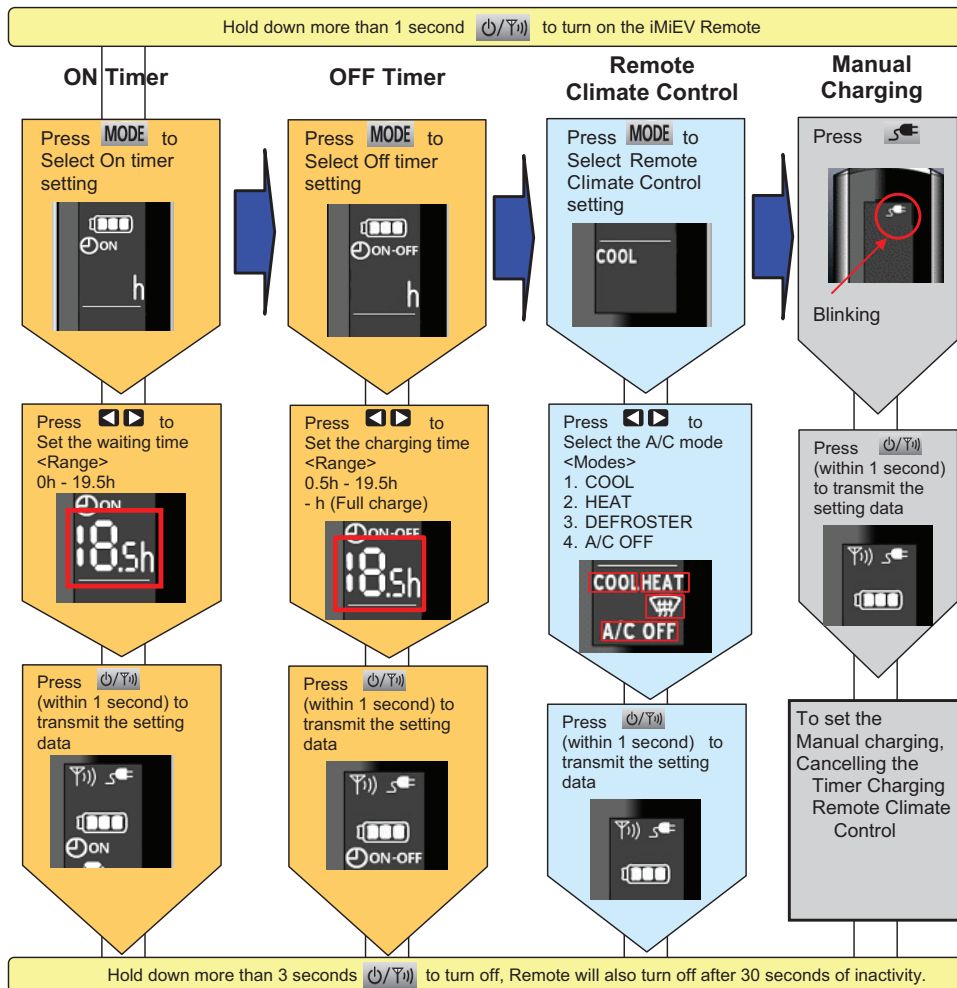 Hold down more than 1 second ⏻/ to turn on the iMiEV Remote
ON Timer
Press MODE to
Select On timer
setting
ON
h
Press ◀ ▶ to
Set the waiting time
<Range>
0h - 19.5h
ON
18.5h
Press ⏻/
(within 1 second) to
transmit the setting
data
ON
OFF Timer
Press MODE to
Select Off timer
setting
ON-OFF
h
Press ◀ ▶ to
Set the charging time
<Range>
0.5h - 19.5h
- h (Full charge)
ON-OFF
18.5h
Press ⏻/
(within 1 second) to
transmit the setting
data
ON-OFF
Remote
Climate Control
Press MODE to
Select Remote
Climate Control
setting
COOL
Press ◀ ▶ to
Select the A/C mode
<Modes>
1. COOL
2. HEAT
3. DEFROSTER
4. A/C OFF
COOL HEAT
A/C OFF
Press ⏻/
(within 1 second) to
transmit the setting
data
Manual
Charging
Press
Blinking
Press ⏻/
(within 1 second)
to transmit the
setting data
To set the
Manual charging,
Cancelling the
Timer Charging
Remote Climate
Control
Hold down more than 3 seconds ⏻/ to turn off, Remote will also turn off after 30 seconds of inactivity.